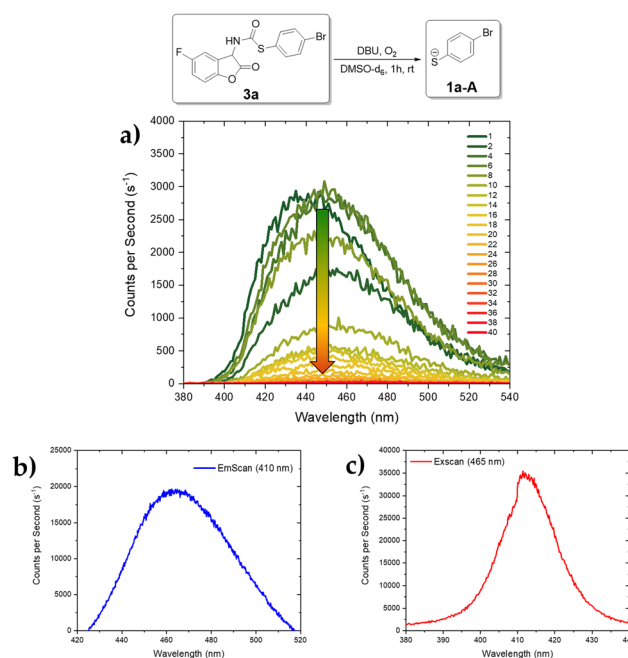 NH
O
S
Br
F
O
O
3a
DBU, O₂
DMSO-d₆, 1h, rt
Br
⊖
S
1a-A
a)
4000
3500
3000
2500
2000
1500
1000
500
0
Counts per Second (s⁻¹)
380 400 420 440 460 480 500 520 540
Wavelength (nm)
1
2
4
6
8
10
12
14
16
18
20
22
24
26
28
30
32
34
36
38
40
b)
EmScan (410 nm)
25000
20000
15000
10000
5000
0
Counts per Second (s⁻¹)
420 440 460 480 500 520
Wavelength (nm)
c)
Exscan (465 nm)
40000
35000
30000
25000
20000
15000
10000
5000
0
Counts per Second (s⁻¹)
380 390 400 410 420 430 440
Wavelength (nm)